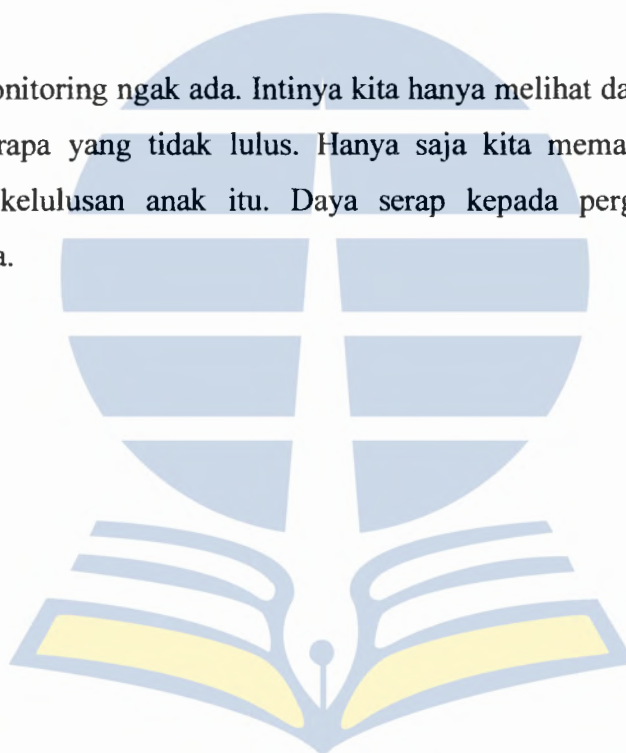 onitoring ngak ada. Intinya kita hanya melihat da
rapa yang tidak lulus. Hanya saja kita mema
kelulusan anak itu. Daya serap kepada perg
a.